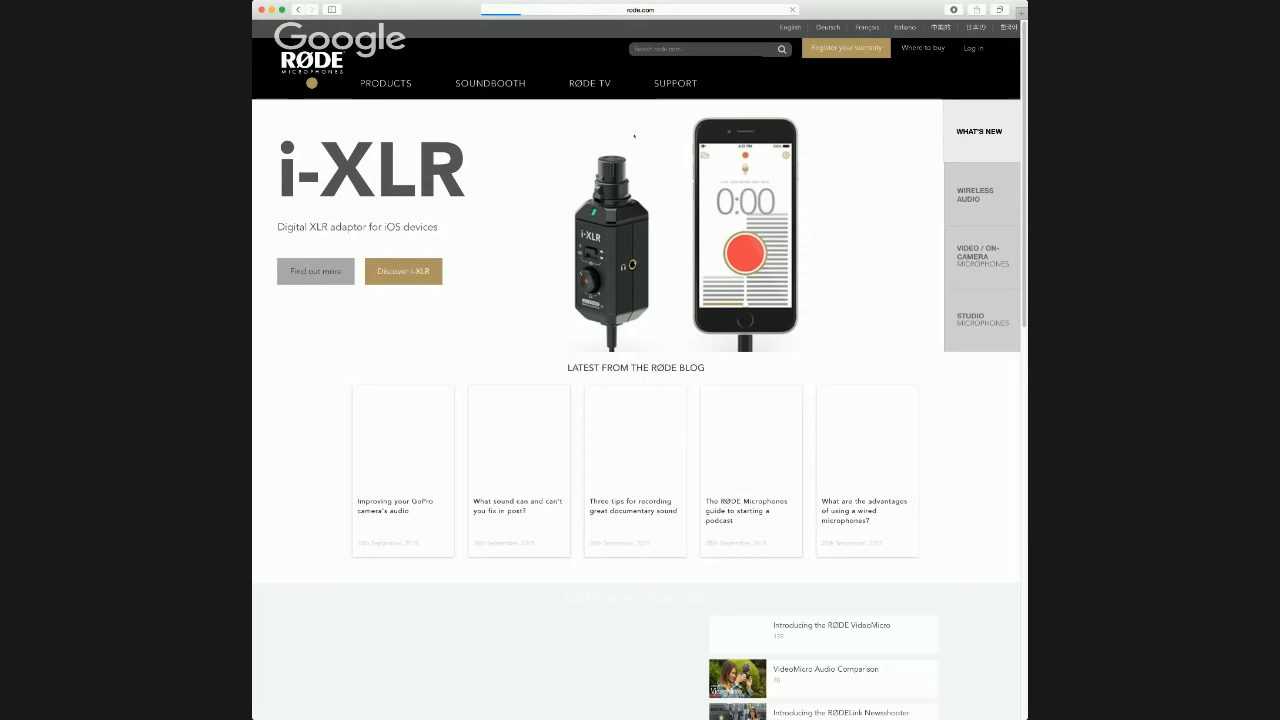 rode.com
English Deutsch Français Italiano 中国的 日本の 한국어
Google
RØDE
MICROPHONES
Search rode.com...
Register your warranty
Where to buy
Log in
PRODUCTS SOUNDBOOTH RØDE TV SUPPORT
i-XLR
Digital XLR adaptor for iOS devices
Find out more
Discover i-XLR
i-XLR
0:00
WHAT'S NEW
WIRELESS
AUDIO
VIDEO / ON-
CAMERA
MICROPHONES
STUDIO
MICROPHONES
LATEST FROM THE RØDE BLOG
Improving your GoPro
camera's audio
What sound can and can't
you fix in post?
Three tips for recording
great documentary sound
The RØDE Microphones
guide to starting a
podcast
What are the advantages
of using a wired
microphones?
Introducing the RØDE VideoMicro
VideoMicro Audio Comparison
VideoMicro
Introducing the RØDELink Newsshooter